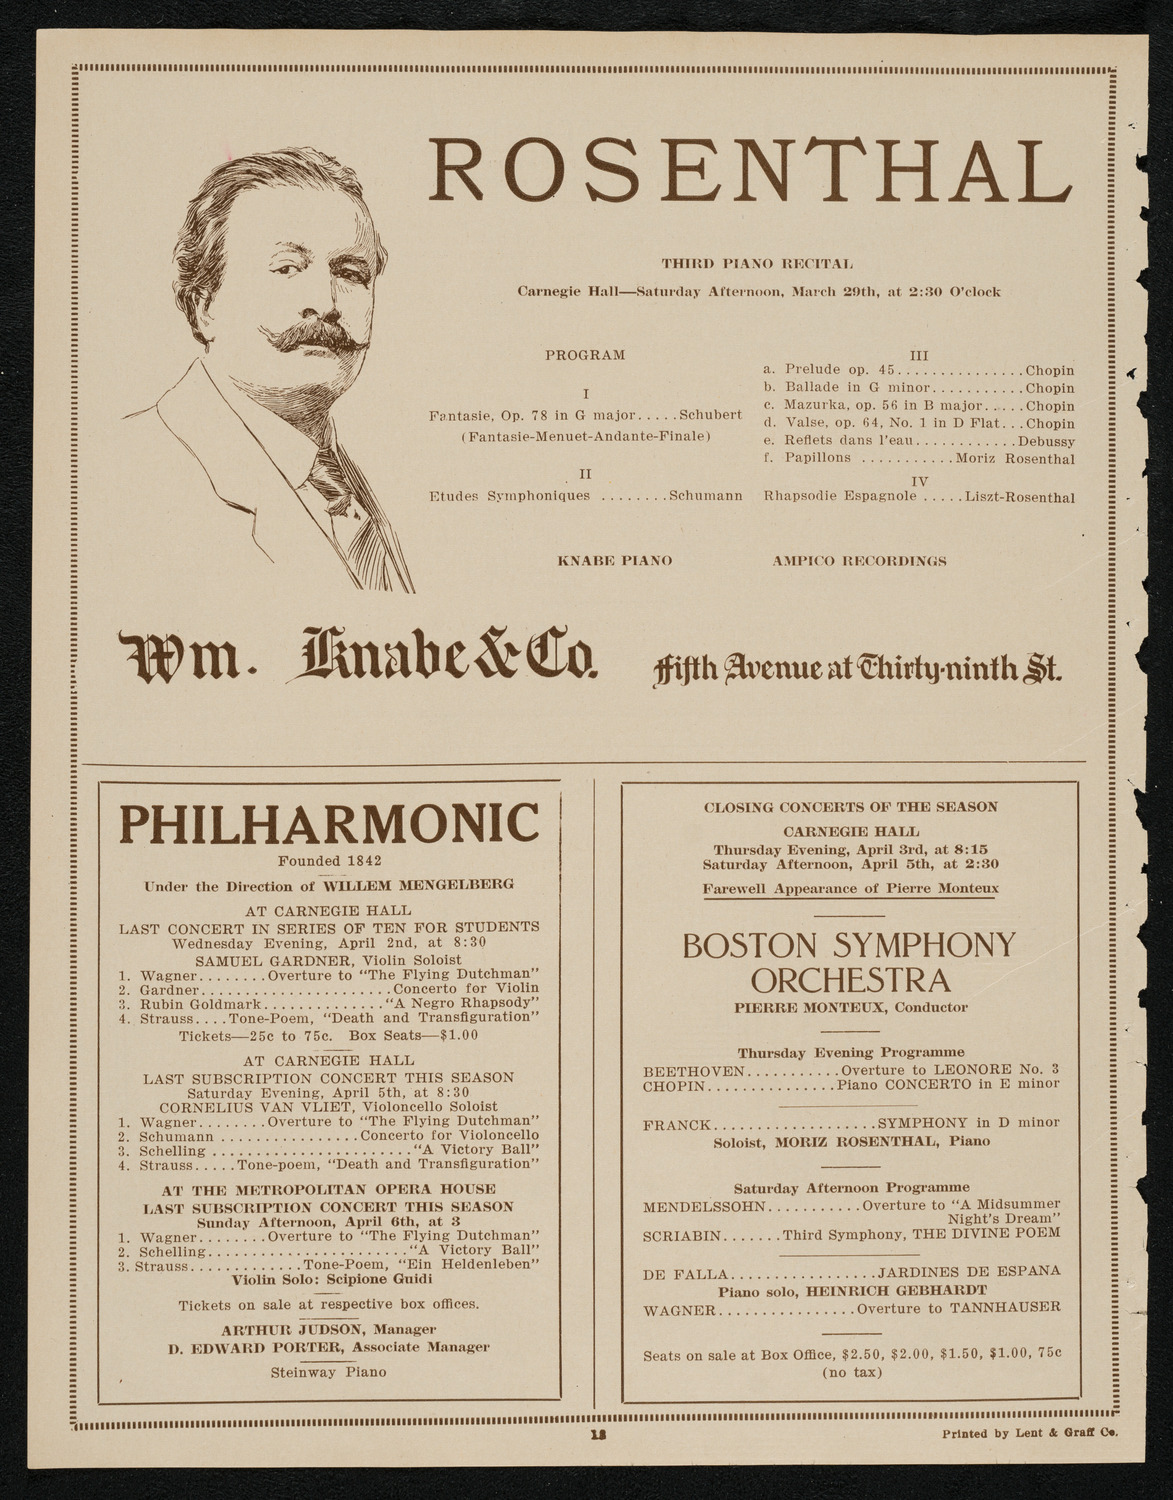 ROSENTHAL
THIRD PIANO RECITAL
Carnegie Hall—Saturday Afternoon, March 29th, at 2:30 O'clock
PROGRAM
I
Fantasie, Op. 78 in G major.....Schubert
(Fantasie-Menuet-Andante-Finale)
II
Etudes Symphoniques ........Schumann
III
a. Prelude op. 45...............Chopin
b. Ballade in G minor...........Chopin
c. Mazurka, op. 56 in B major.....Chopin
d. Valse, op. 64, No. 1 in D Flat...Chopin
e. Reflets dans l'eau............Debussy
f. Papillons ...........Moriz Rosenthal
IV
Rhapsodie Espagnole .....Liszt-Rosenthal
KNABE PIANO AMPICO RECORDINGS
Wm. Knabe & Co. Fifth Avenue at Thirty-ninth St.
PHILHARMONIC
Founded 1842
Under the Direction of WILLEM MENGELBERG
AT CARNEGIE HALL
LAST CONCERT IN SERIES OF TEN FOR STUDENTS
Wednesday Evening, April 2nd, at 8:30
SAMUEL GARDNER, Violin Soloist
1. Wagner........Overture to "The Flying Dutchman"
2. Gardner.......................Concerto for Violin
3. Rubin Goldmark.............."A Negro Rhapsody"
4. Strauss....Tone-Poem, "Death and Transfiguration"
Tickets—25c to 75c. Box Seats—$1.00
AT CARNEGIE HALL
LAST SUBSCRIPTION CONCERT THIS SEASON
Saturday Evening, April 5th, at 8:30
CORNELIUS VAN VLIET, Violoncello Soloist
1. Wagner........Overture to "The Flying Dutchman"
2. Schumann ................Concerto for Violoncello
3. Schelling ......................."A Victory Ball"
4. Strauss.....Tone-poem, "Death and Transfiguration"
AT THE METROPOLITAN OPERA HOUSE
LAST SUBSCRIPTION CONCERT THIS SEASON
Sunday Afternoon, April 6th, at 3
1. Wagner........Overture to "The Flying Dutchman"
2. Schelling......................."A Victory Ball"
3. Strauss.............Tone-Poem, "Ein Heldenleben"
Violin Solo: Scipione Guidi
Tickets on sale at respective box offices.
ARTHUR JUDSON, Manager
D. EDWARD PORTER, Associate Manager
Steinway Piano
CLOSING CONCERTS OF THE SEASON
CARNEGIE HALL
Thursday Evening, April 3rd, at 8:15
Saturday Afternoon, April 5th, at 2:30
Farewell Appearance of Pierre Monteux
BOSTON SYMPHONY
ORCHESTRA
PIERRE MONTEUX, Conductor
Thursday Evening Programme
BEETHOVEN...........Overture to LEONORE No. 3
CHOPIN...............Piano CONCERTO in E minor
FRANCK...................SYMPHONY in D minor
Soloist, MORIZ ROSENTHAL, Piano
Saturday Afternoon Programme
MENDELSSOHN...........Overture to "A Midsummer
Night's Dream"
SCRIABIN.......Third Symphony, THE DIVINE POEM
DE FALLA.................JARDINES DE ESPANA
Piano solo, HEINRICH GEBHARDT
WAGNER................Overture to TANNHAUSER
Seats on sale at Box Office, $2.50, $2.00, $1.50, $1.00, 75c
(no tax)
Printed by Lent & Graff Co.